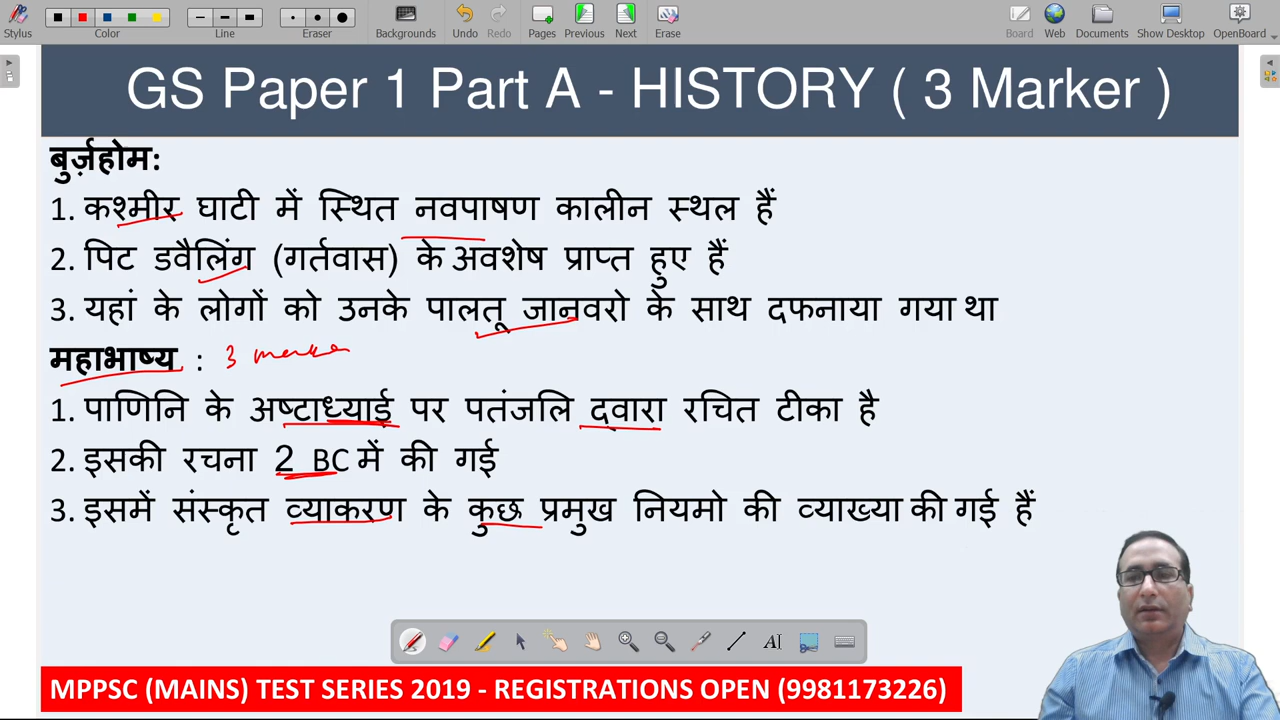 Stylus Color Line Eraser Backgrounds Undo Redo Pages Previous Next Erase Board Web Documents Show Desktop OpenBoard
GS Paper 1 Part A - HISTORY ( 3 Marker )
बुर्ज़होम:
1. कश्मीर घाटी में स्थित नवपाषण कालीन स्थल हैं
2. पिट डवैलिंग (गर्तवास) के अवशेष प्राप्त हुए हैं
3. यहां के लोगों को उनके पालतू जानवरो के साथ दफनाया गया था
महाभाष्य : 3 marker
1. पाणिनि के अष्टाध्याई पर पतंजलि दवारा रचित टीका है
2. इसकी रचना 2 BC में की गई
3. इसमें संस्कृत व्याकरण के कुछ प्रमुख नियमो की व्याख्या की गई हैं
MPPSC (MAINS) TEST SERIES 2019 - REGISTRATIONS OPEN (9981173226)